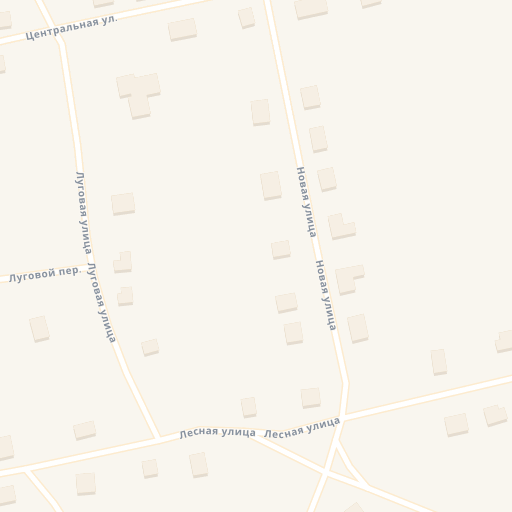 Центральная ул.
Луговая улица
Новая улица
Луговой пер.
Луговая улица
Новая улица
Лесная улица
Лесная улица